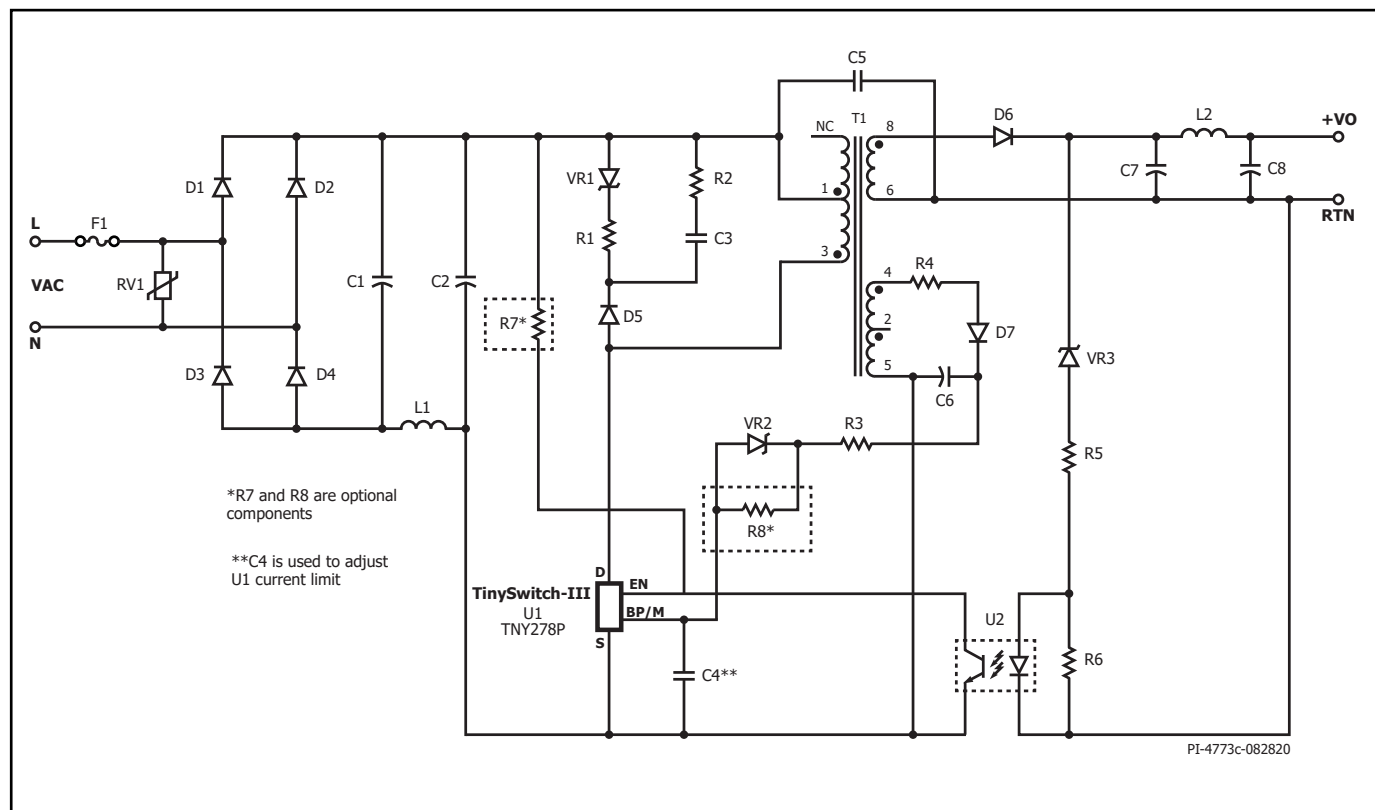 C5
NC
T1
8
D6
L2
+VO
D1
D2
VR1
R2
C7
C8
1
6
RTN
L
F1
R1
C3
3
R4
VAC
RV1
C1
C2
R7*
D5
4
2
D7
N
5
C6
VR3
D3
D4
L1
VR2
R3
R5
*R7 and R8 are optional
components
R8*
**C4 is used to adjust
U1 current limit
D
EN
TinySwitch-III
U1
TNY278P
BP/M
S
U2
R6
C4**
PI-4773c-082820